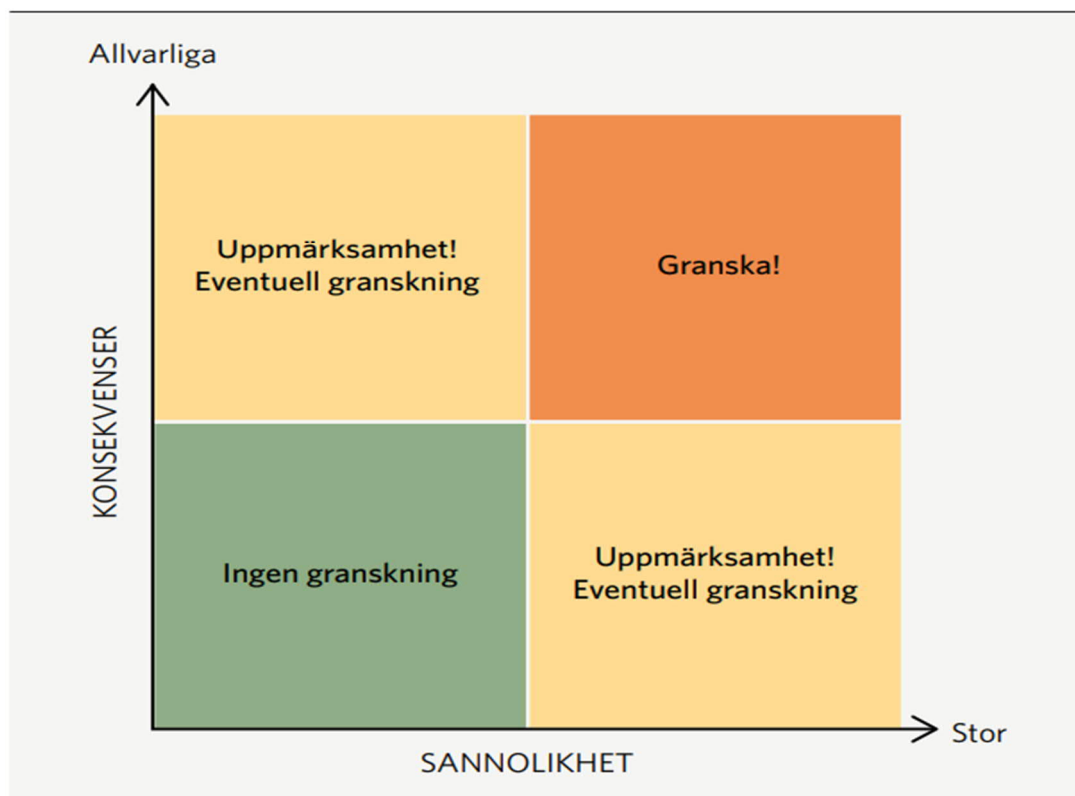 Allvarliga
Uppmärksamhet!
Eventuell granskning
Granska!
KONSEKVENSER
Ingen granskning
Uppmärksamhet!
Eventuell granskning
Stor
SANNOLIKHET